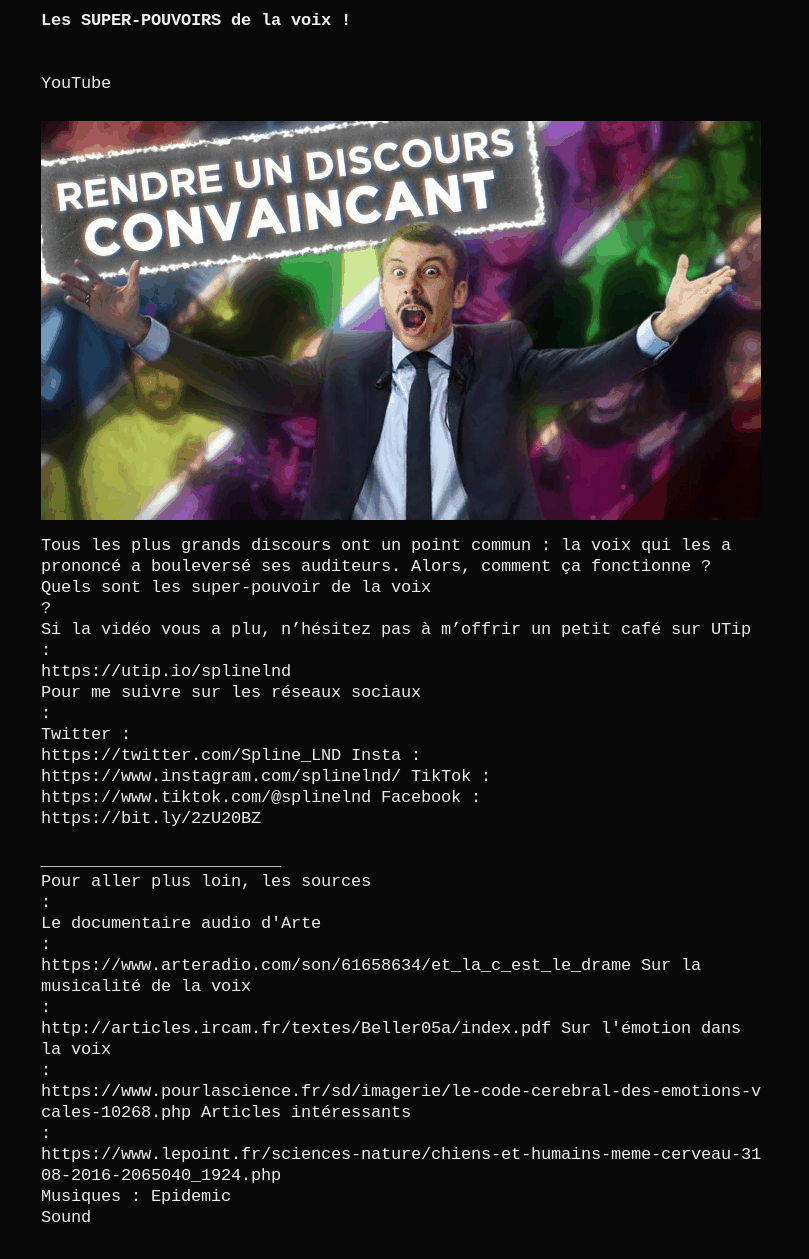 Les SUPER-POUVOIRS de la voix !
YouTube
RENDRE UN DISCOURS
CONVAINCANT
Tous les plus grands discours ont un point commun : la voix qui les a
prononcé a bouleversé ses auditeurs. Alors, comment ça fonctionne ?
Quels sont les super-pouvoir de la voix
?
Si la vidéo vous a plu, n’hésitez pas à m’offrir un petit café sur UTip
:
https://utip.io/splinelnd
Pour me suivre sur les réseaux sociaux
:
Twitter :
https://twitter.com/Spline_LND Insta :
https://www.instagram.com/splinelnd/ TikTok :
https://www.tiktok.com/@splinelnd Facebook :
https://bit.ly/2zU20BZ
________________________
Pour aller plus loin, les sources
:
Le documentaire audio d'Arte
:
https://www.arteradio.com/son/61658634/et_la_c_est_le_drame Sur la
musicalité de la voix
:
http://articles.ircam.fr/textes/Beller05a/index.pdf Sur l'émotion dans
la voix
:
https://www.pourlascience.fr/sd/imagerie/le-code-cerebral-des-emotions-v
cales-10268.php Articles intéressants
:
https://www.lepoint.fr/sciences-nature/chiens-et-humains-meme-cerveau-31
08-2016-2065040_1924.php
Musiques : Epidemic
Sound